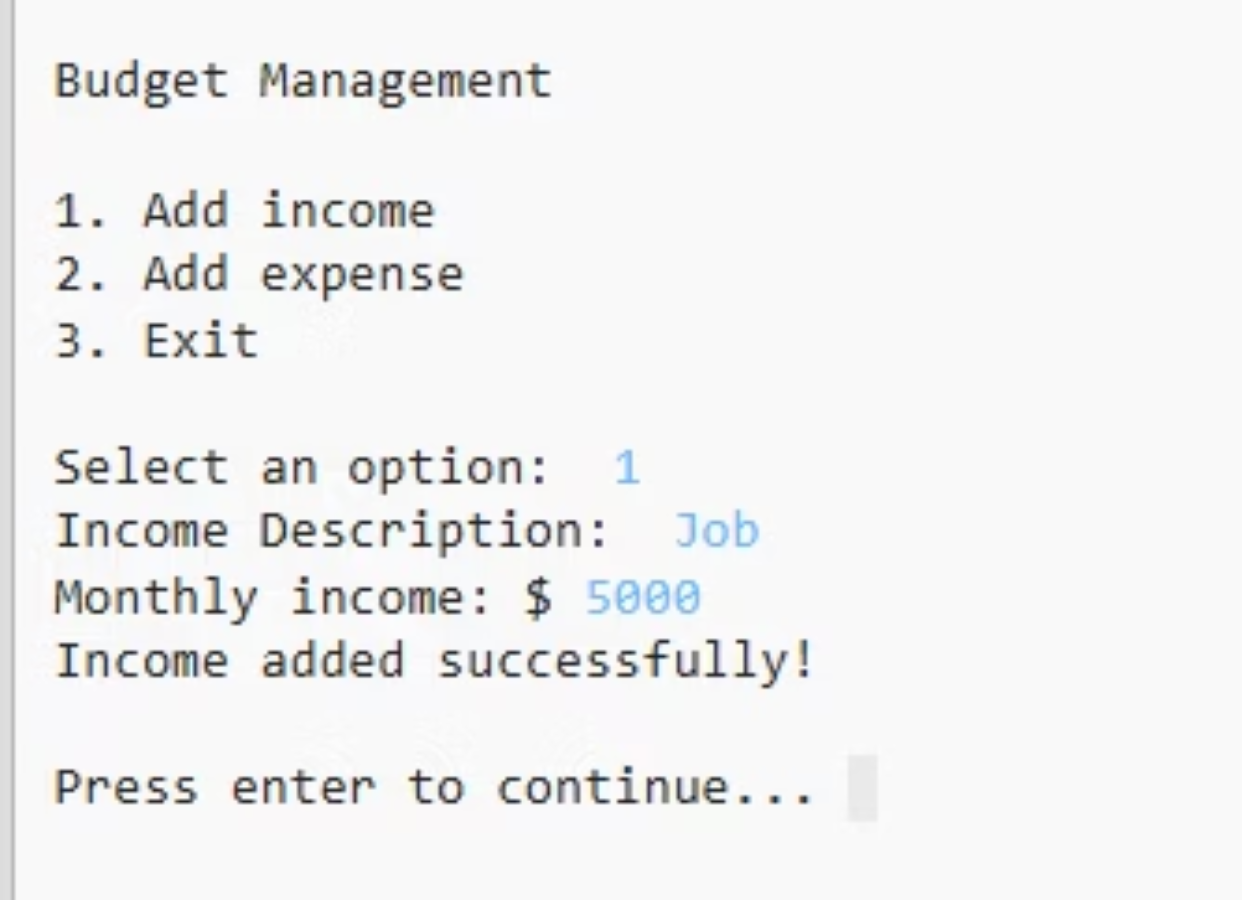 Budget Management
1. Add income
2. Add expense
3. Exit
Select an option: 1
Income Description: Job
Monthly income: $ 5000
Income added successfully!
Press enter to continue...